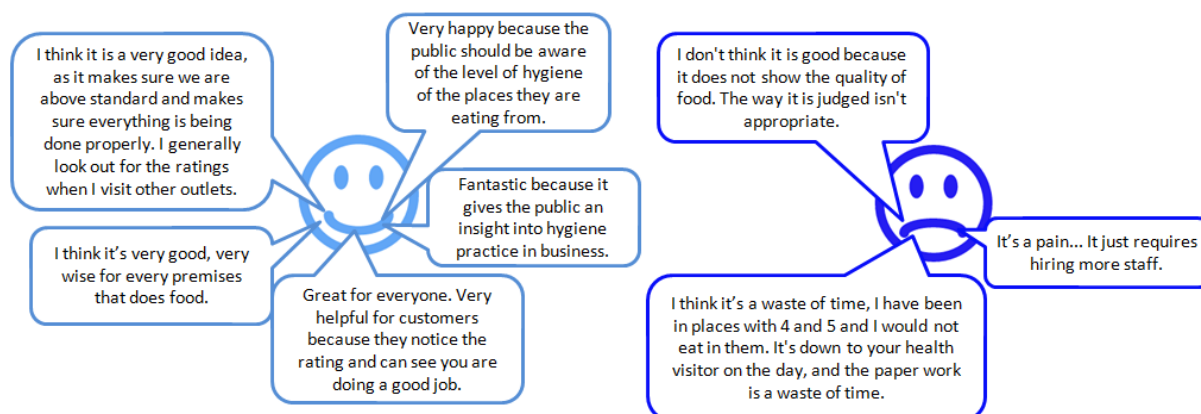 I think it is a very good idea,
as it makes sure we are
above standard and makes
sure everything is being
done properly. I generally
look out for the ratings
when I visit other outlets.
Very happy because the
public should be aware
of the level of hygiene
of the places they are
eating from.
Fantastic because it
gives the public an
insight into hygiene
practice in business.
I think it’s very good, very
wise for every premises
that does food.
Great for everyone. Very
helpful for customers
because they notice the
rating and can see you are
doing a good job.
I don't think it is good because
it does not show the quality of
food. The way it is judged isn't
appropriate.
It’s a pain... It just requires
hiring more staff.
I think it’s a waste of time, I have been
in places with 4 and 5 and I would not
eat in them. It's down to your health
visitor on the day, and the paper work
is a waste of time.